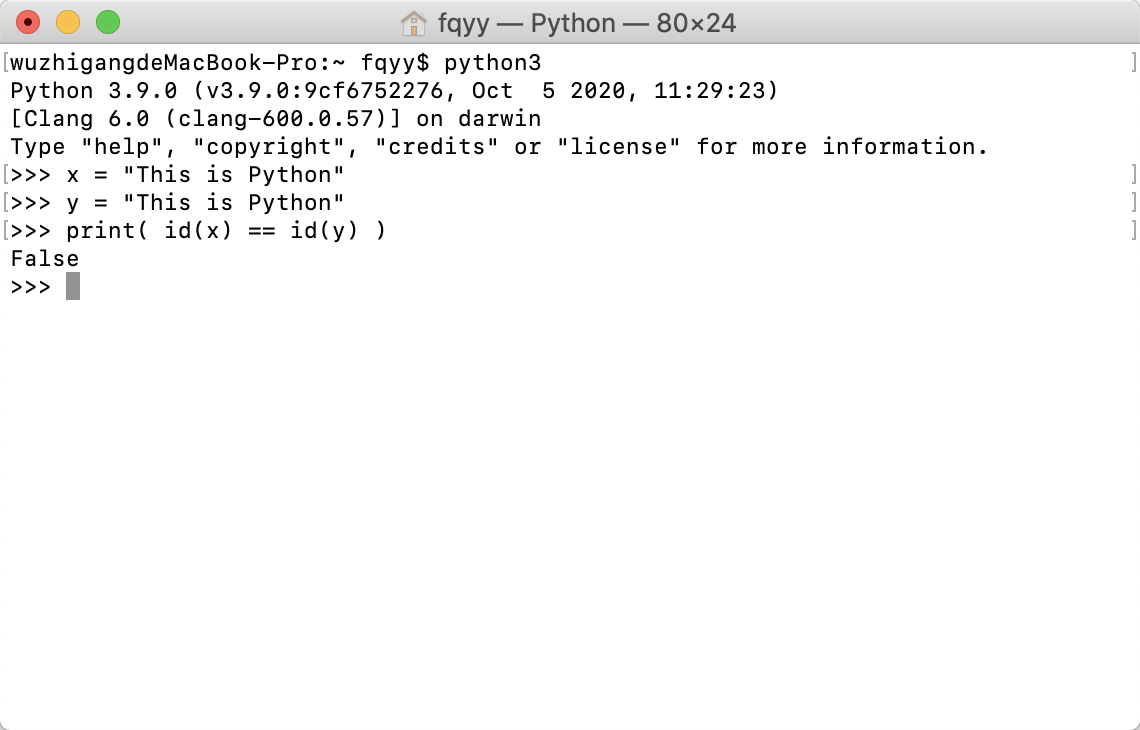 fqyy — Python — 80×24
[wuzhigangdeMacBook-Pro:~ fqyy$ python3 ]
Python 3.9.0 (v3.9.0:9cf6752276, Oct  5 2020, 11:29:23)
[Clang 6.0 (clang-600.0.57)] on darwin
Type "help", "copyright", "credits" or "license" for more information.
[>>> x = "This is Python" ]
[>>> y = "This is Python" ]
[>>> print( id(x) == id(y) ) ]
False
>>>